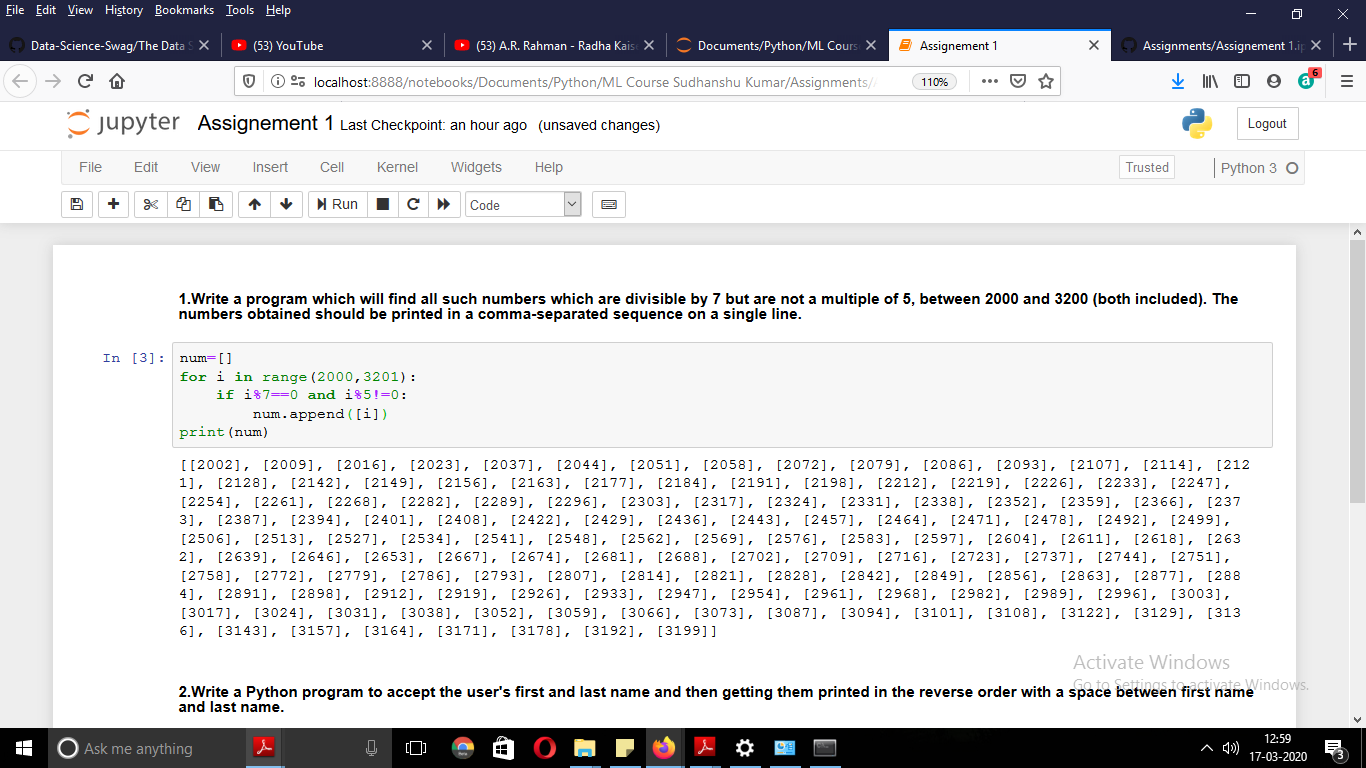 File Edit View History Bookmarks Tools Help
Data-Science-Swag/The Data S
(53) YouTube
(53) A.R. Rahman - Radha Kais
Documents/Python/ML Cours
Assignement 1
Assignments/Assignement 1.ip
localhost:8888/notebooks/Documents/Python/ML Course Sudhanshu Kumar/Assignments/ 110% 6
jupyter Assignement 1 Last Checkpoint: an hour ago (unsaved changes) Logout
File Edit View Insert Cell Kernel Widgets Help Trusted Python 3
Run Code
1.Write a program which will find all such numbers which are divisible by 7 but are not a multiple of 5, between 2000 and 3200 (both included). The
numbers obtained should be printed in a comma-separated sequence on a single line.
In [3]: num=[]
for i in range(2000,3201):
if i%7==0 and i%5!=0:
num.append([i])
print(num)
[[2002], [2009], [2016], [2023], [2037], [2044], [2051], [2058], [2072], [2079], [2086], [2093], [2107], [2114], [212
1], [2128], [2142], [2149], [2156], [2163], [2177], [2184], [2191], [2198], [2212], [2219], [2226], [2233], [2247],
[2254], [2261], [2268], [2282], [2289], [2296], [2303], [2317], [2324], [2331], [2338], [2352], [2359], [2366], [237
3], [2387], [2394], [2401], [2408], [2422], [2429], [2436], [2443], [2457], [2464], [2471], [2478], [2492], [2499],
[2506], [2513], [2527], [2534], [2541], [2548], [2562], [2569], [2576], [2583], [2597], [2604], [2611], [2618], [263
2], [2639], [2646], [2653], [2667], [2674], [2681], [2688], [2702], [2709], [2716], [2723], [2737], [2744], [2751],
[2758], [2772], [2779], [2786], [2793], [2807], [2814], [2821], [2828], [2842], [2849], [2856], [2863], [2877], [288
4], [2891], [2898], [2912], [2919], [2926], [2933], [2947], [2954], [2961], [2968], [2982], [2989], [2996], [3003],
[3017], [3024], [3031], [3038], [3052], [3059], [3066], [3073], [3087], [3094], [3101], [3108], [3122], [3129], [313
6], [3143], [3157], [3164], [3171], [3178], [3192], [3199]]
Activate Windows
Go to Settings to activate Windows.
2.Write a Python program to accept the user's first and last name and then getting them printed in the reverse order with a space between first name
and last name.
Ask me anything
12:59
17-03-2020
3